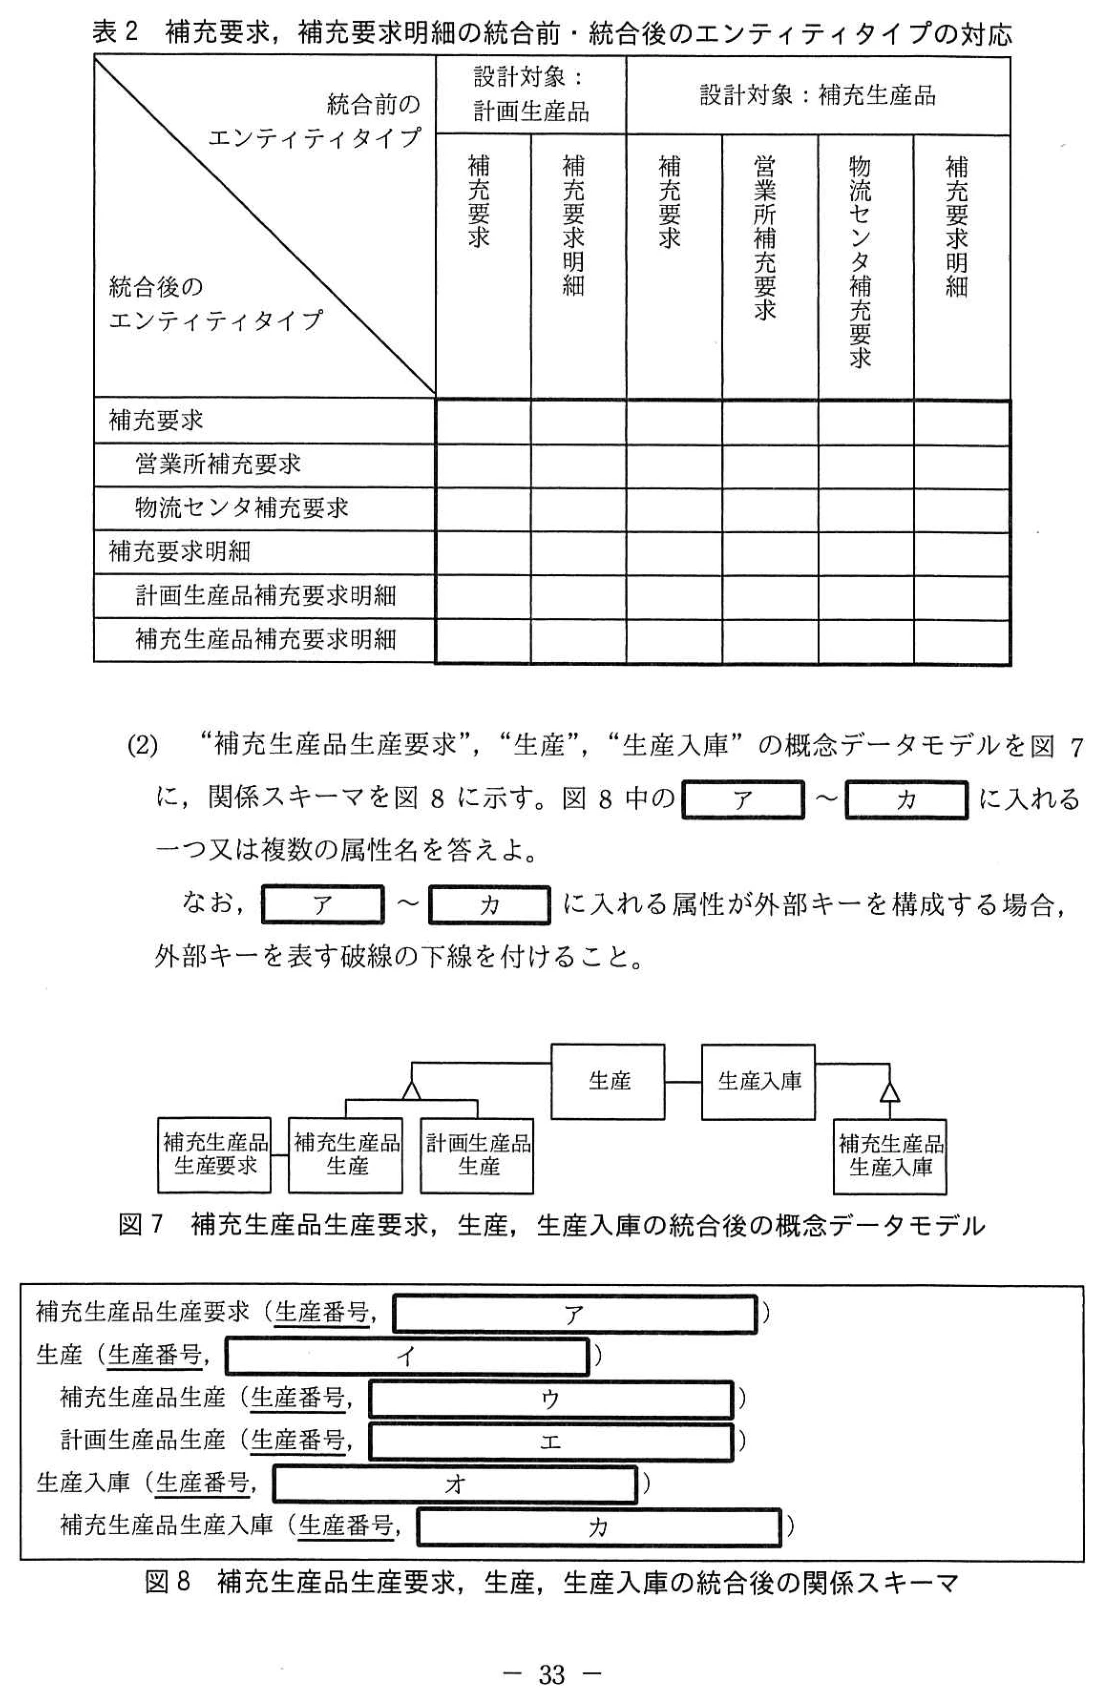 表2 補充要求，補充要求明細の統合前・統合後のエンティティタイプの対応
統合前の
エンティティタイプ
統合後の
エンティティタイプ
設計対象：
計画生産品
設計対象：補充生産品
補充要求
補充要求明細
補充要求
営業所補充要求
物流センタ補充要求
補充要求明細
補充要求
営業所補充要求
物流センタ補充要求
補充要求明細
計画生産品補充要求明細
補充生産品補充要求明細
(2) “補充生産品生産要求”，“生産”，“生産入庫”の概念データモデルを図 7
に，関係スキーマを図 8 に示す。図 8 中の ア ～ カ に入れる
一つ又は複数の属性名を答えよ。
なお， ア ～ カ に入れる属性が外部キーを構成する場合，
外部キーを表す破線の下線を付けること。
生産
生産入庫
補充生産品
生産要求
補充生産品
生産
計画生産品
生産
補充生産品
生産入庫
図7 補充生産品生産要求，生産，生産入庫の統合後の概念データモデル
補充生産品生産要求（生産番号， ア ）
生産（生産番号， イ ）
補充生産品生産（生産番号， ウ ）
計画生産品生産（生産番号， エ ）
生産入庫（生産番号， オ ）
補充生産品生産入庫（生産番号， カ ）
図8 補充生産品生産要求，生産，生産入庫の統合後の関係スキーマ
－ 33 －